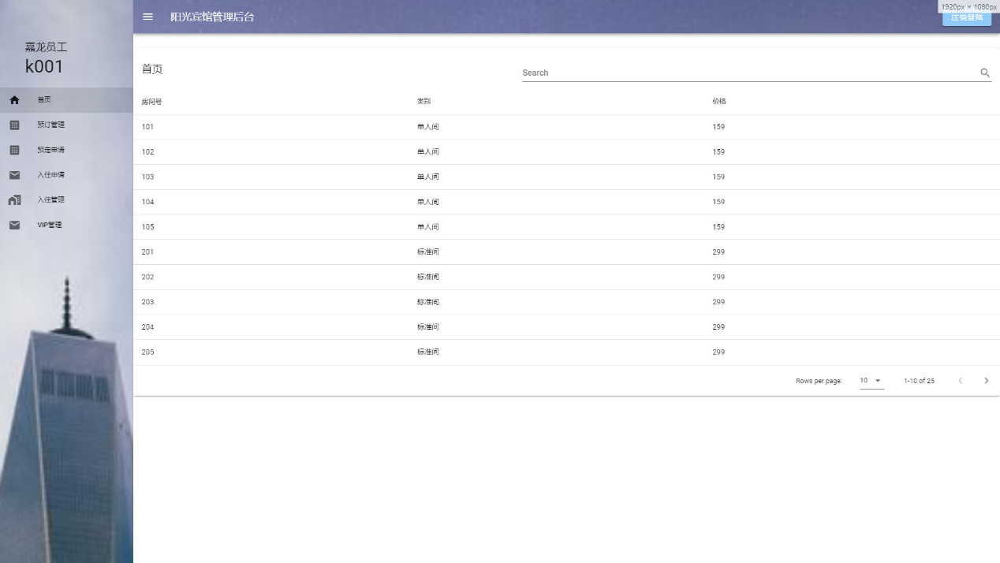 阳光宾馆管理后台
1920px × 1080px
注销登陆
嘉龙员工
k001
首页
预订管理
预定申请
入住申请
入住管理
VIP管理
首页
Search
房间号 类别 价格
101 单人间 159
102 单人间 159
103 单人间 159
104 单人间 159
105 单人间 159
201 标准间 299
202 标准间 299
203 标准间 299
204 标准间 299
205 标准间 299
Rows per page: 10 1-10 of 25